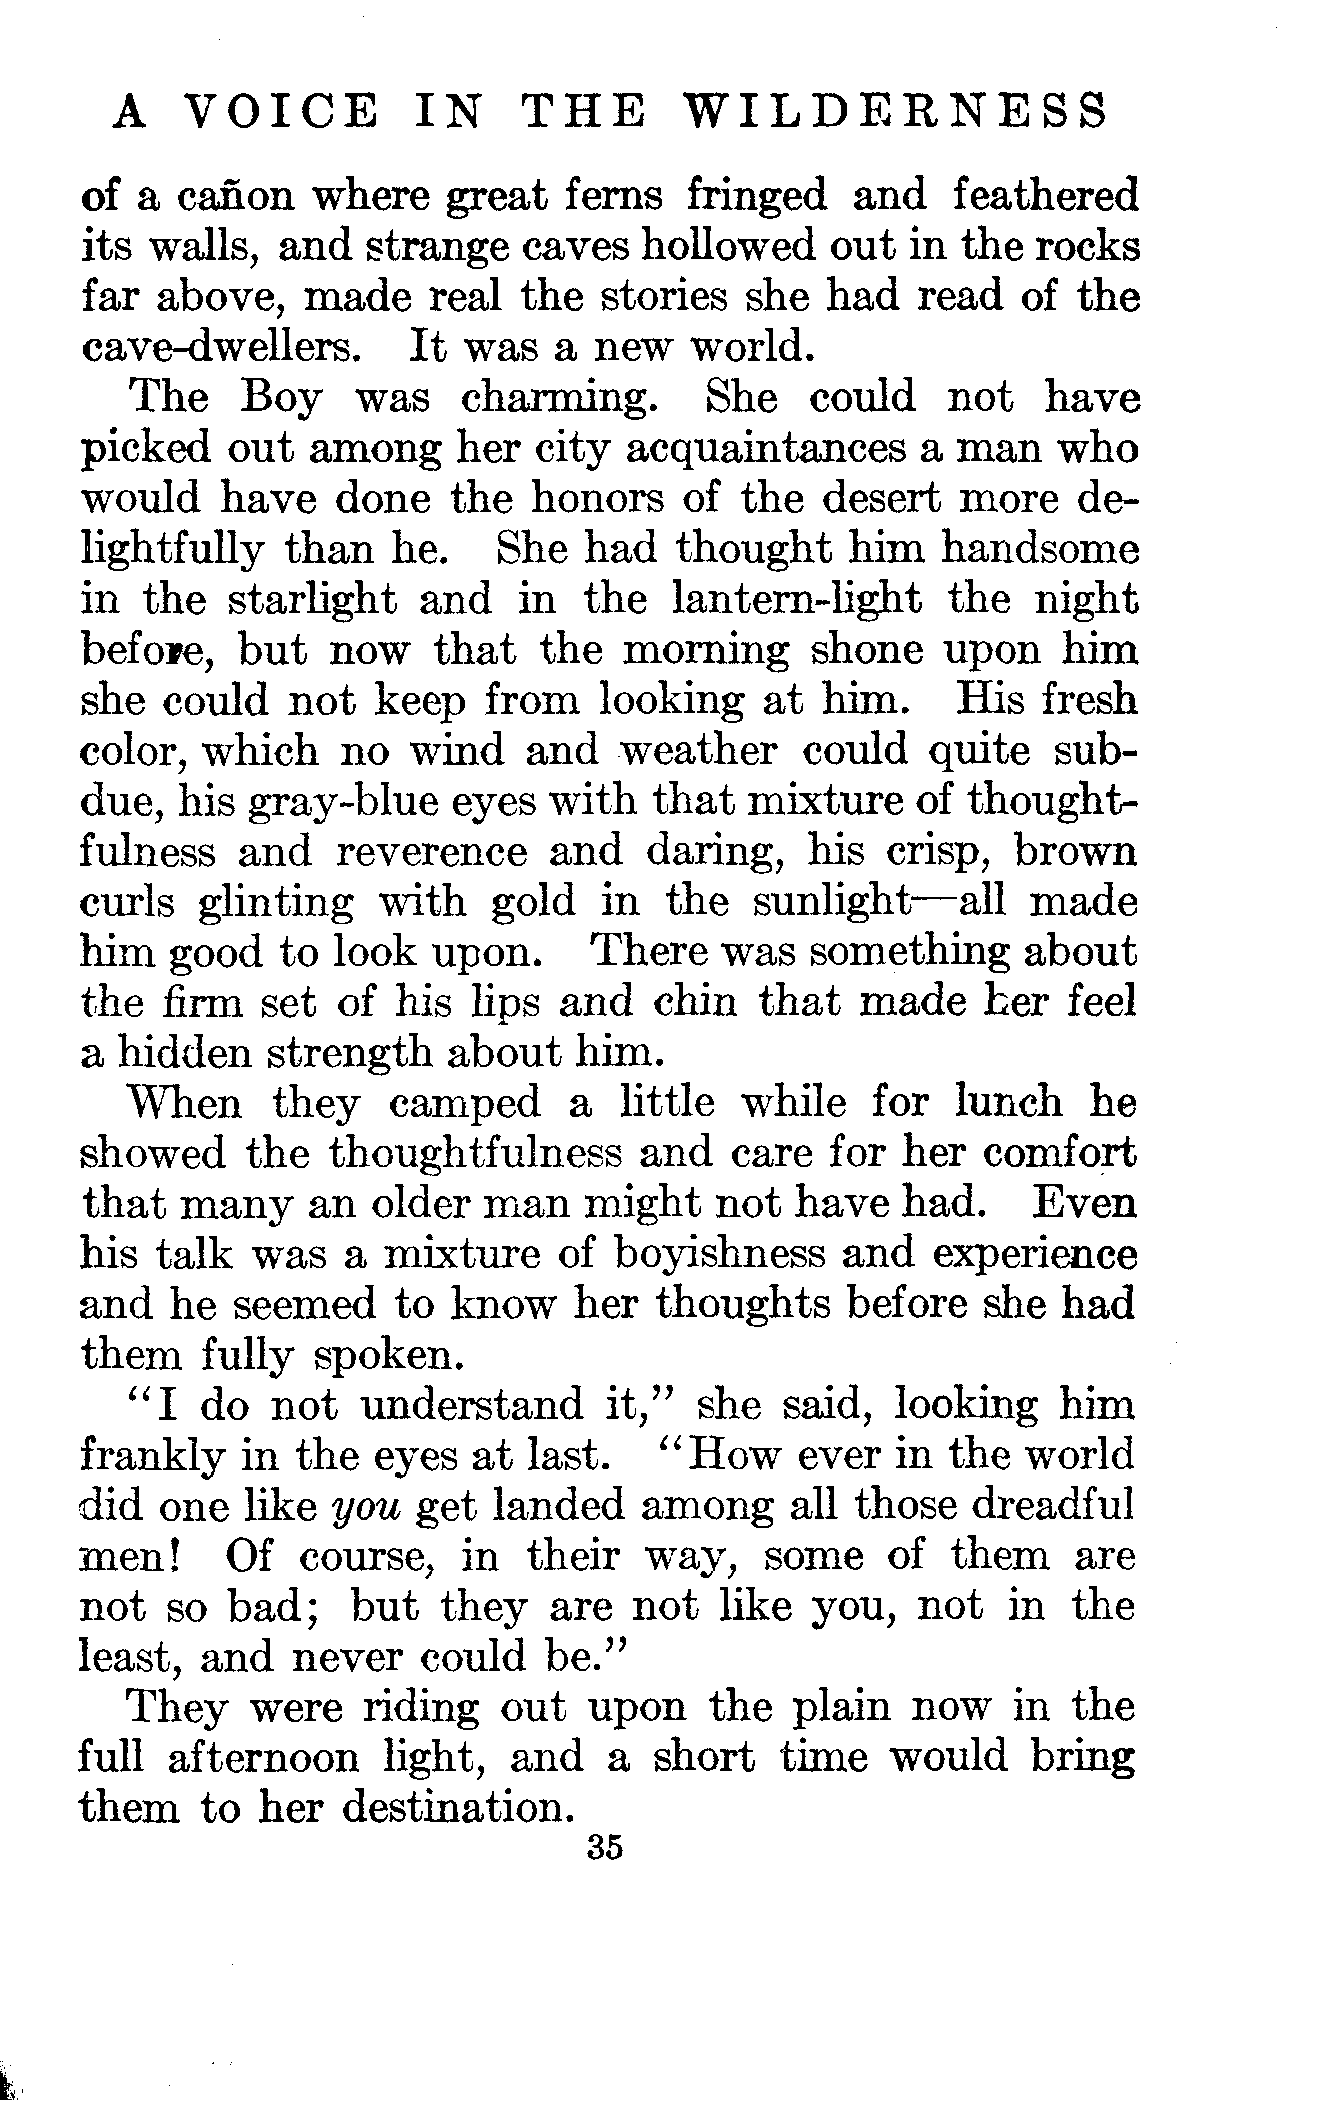 A VOICE IN THE WILDERNESS
of a cañon where great ferns fringed and feathered
its walls, and strange caves hollowed out in the rocks
far above, made real the stories she had read of the
cave-dwellers. It was a new world.
The Boy was charming. She could not have
picked out among her city acquaintances a man who
would have done the honors of the desert more de-
lightfully than he. She had thought him handsome
in the starlight and in the lantern-light the night
before, but now that the morning shone upon him
she could not keep from looking at him. His fresh
color, which no wind and weather could quite sub-
due, his gray-blue eyes with that mixture of thought-
fulness and reverence and daring, his crisp, brown
curls glinting with gold in the sunlight—all made
him good to look upon. There was something about
the firm set of his lips and chin that made her feel
a hidden strength about him.
When they camped a little while for lunch he
showed the thoughtfulness and care for her comfort
that many an older man might not have had. Even
his talk was a mixture of boyishness and experience
and he seemed to know her thoughts before she had
them fully spoken.
“I do not understand it,” she said, looking him
frankly in the eyes at last. “How ever in the world
did one like you get landed among all those dreadful
men! Of course, in their way, some of them are
not so bad; but they are not like you, not in the
least, and never could be.”
They were riding out upon the plain now in the
full afternoon light, and a short time would bring
them to her destination.
35